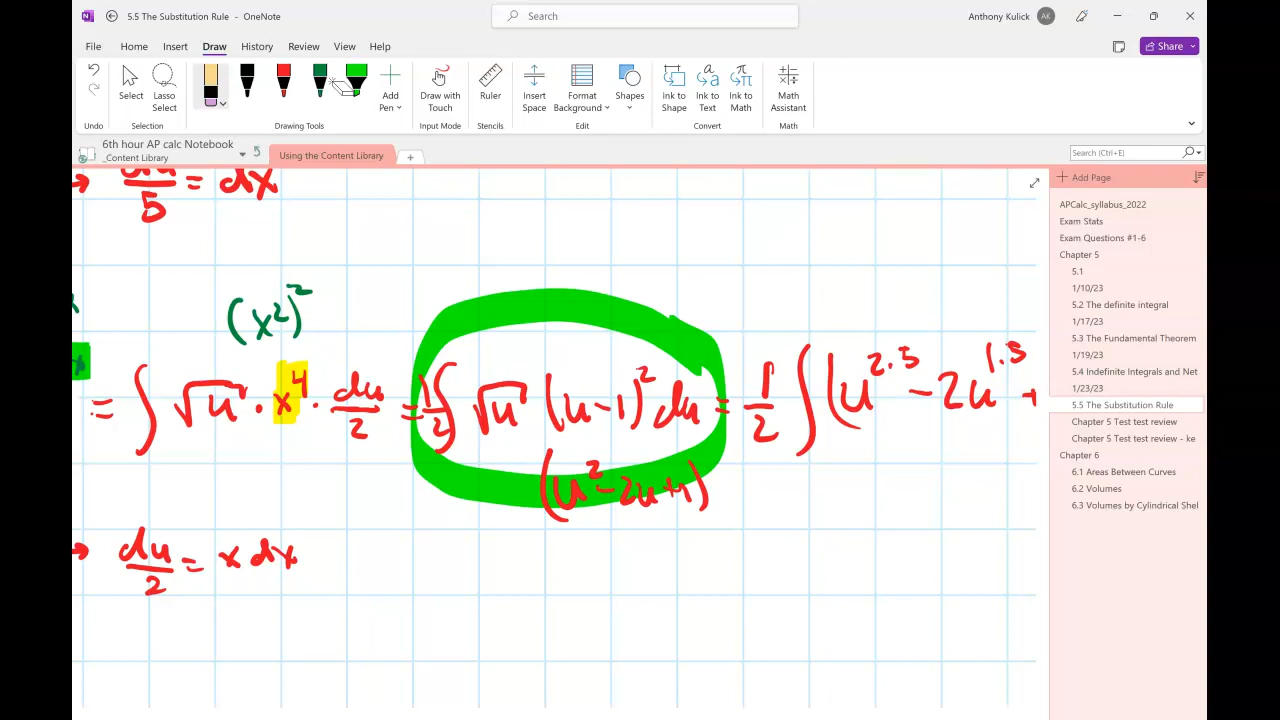 5.5 The Substitution Rule - OneNote
Search
Anthony Kulick
AK
File Home Insert Draw History Review View Help
Share
Undo
Select
Lasso Select
Add Pen
Draw with Touch
Ruler
Insert Space
Format Background
Shapes
Ink to Shape
Ink to Text
Ink to Math
Math Assistant
Undo Selection Drawing Tools Input Mode Stencils Edit Convert Math
6th hour AP calc Notebook
_Content Library
Using the Content Library
+
Search (Ctrl+E)
Add Page
APCalc_syllabus_2022
Exam Stats
Exam Questions #1-6
Chapter 5
5.1
1/10/23
5.2 The definite integral
1/17/23
5.3 The Fundamental Theorem
1/19/23
5.4 Indefinite Integrals and Net
1/23/23
5.5 The Substitution Rule
Chapter 5 Test test review
Chapter 5 Test test review - ke
Chapter 6
6.1 Areas Between Curves
6.2 Volumes
6.3 Volumes by Cylindrical Shel
→ du/5 = dx
(x²)²
x
= ∫ √u · x⁴ · du/2 = 1/2 ∫ √u (u-1)² du = 1/2 ∫ (u^2.5 - 2u^1.5 +
(u² - 2u + 1)
→ du/2 = x dx